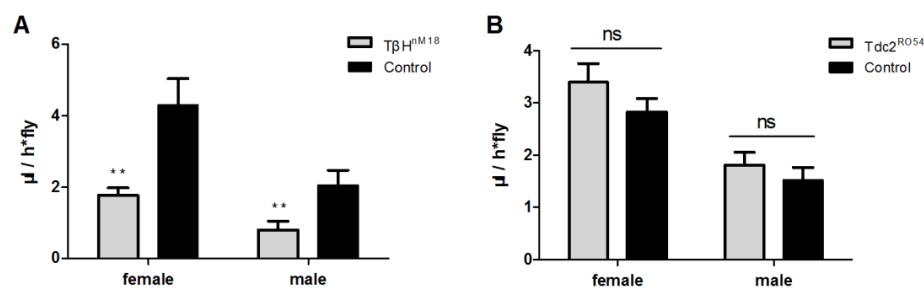 A
TβH^nM18
Control
6
4
2
0
µl / h*fly
**
**
female
male
B
Tdc2^RO54
Control
4
3
2
1
0
µl / h*fly
ns
ns
female
male